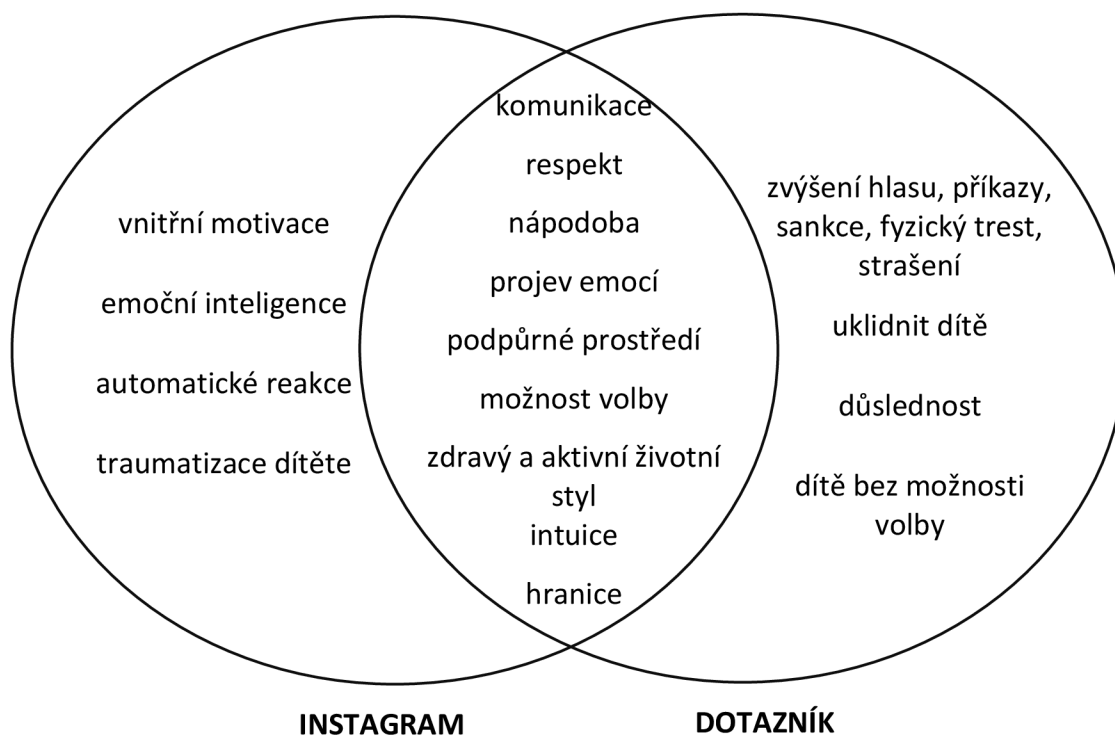 vnitřní motivace
emoční inteligence
automatické reakce
traumatizace dítěte
komunikace
respekt
nápodoba
projev emocí
podpůrné prostředí
možnost volby
zdravý a aktivní životní
styl
intuice
hranice
zvýšení hlasu, příkazy,
sankce, fyzický trest,
strašení
uklidnit dítě
důslednost
dítě bez možnosti
volby
INSTAGRAM
DOTAZNÍK